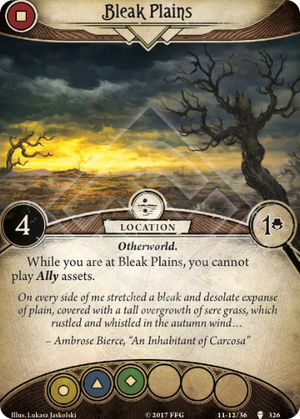 Bleak Plains
4
LOCATION
1
Otherworld.
While you are at Bleak Plains, you cannot
play Ally assets.
On every side of me stretched a bleak and desolate expanse
of plain, covered with a tall overgrowth of sere grass, which
rustled and whistled in the autumn wind…
– Ambrose Bierce, “An Inhabitant of Carcosa”
Illus. Lukasz Jaskolski
© 2017 FFG
11-12/36
326